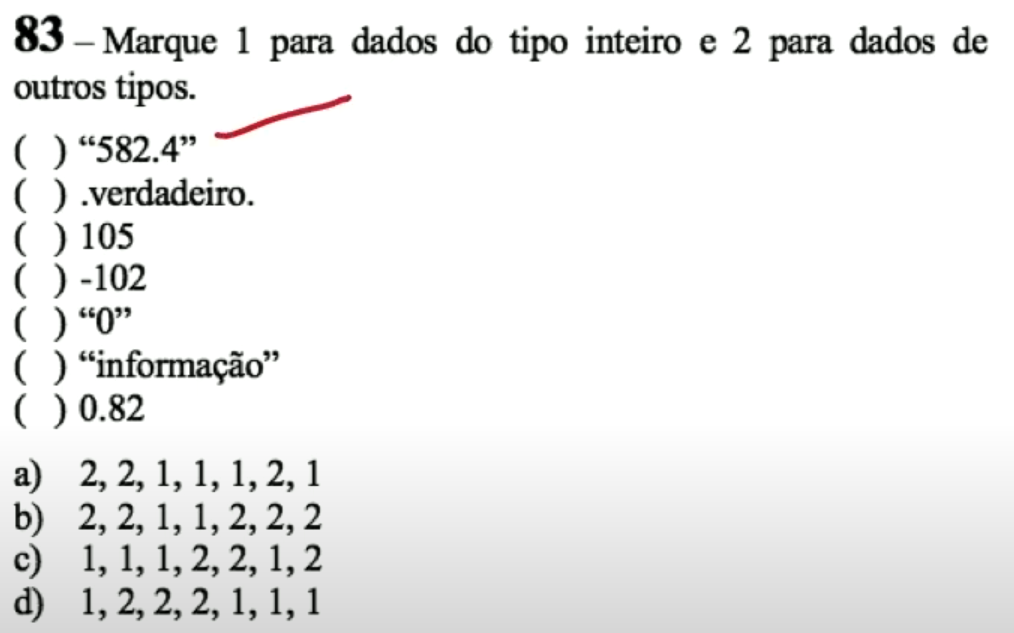 83 – Marque 1 para dados do tipo inteiro e 2 para dados de
outros tipos.
( ) “582.4”
( ) .verdadeiro.
( ) 105
( ) -102
( ) “0”
( ) “informação”
( ) 0.82
a) 2, 2, 1, 1, 1, 2, 1
b) 2, 2, 1, 1, 2, 2, 2
c) 1, 1, 1, 2, 2, 1, 2
d) 1, 2, 2, 2, 1, 1, 1